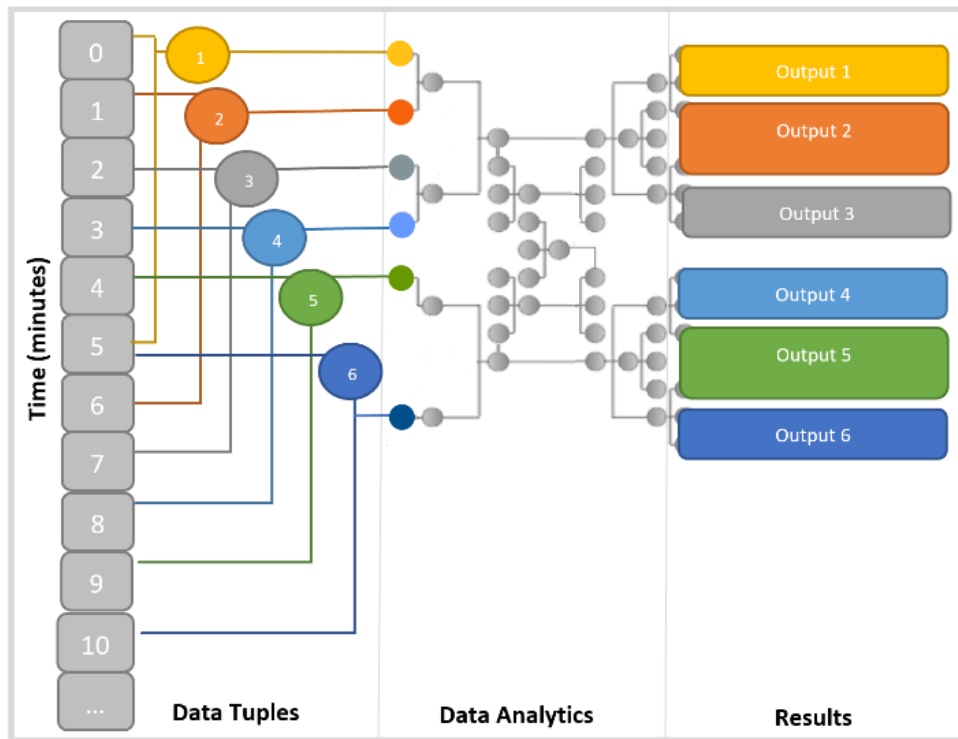 Time (minutes)
0
1
2
3
4
5
6
7
8
9
10
...
1
2
3
4
5
6
Output 1
Output 2
Output 3
Output 4
Output 5
Output 6
Data Tuples
Data Analytics
Results